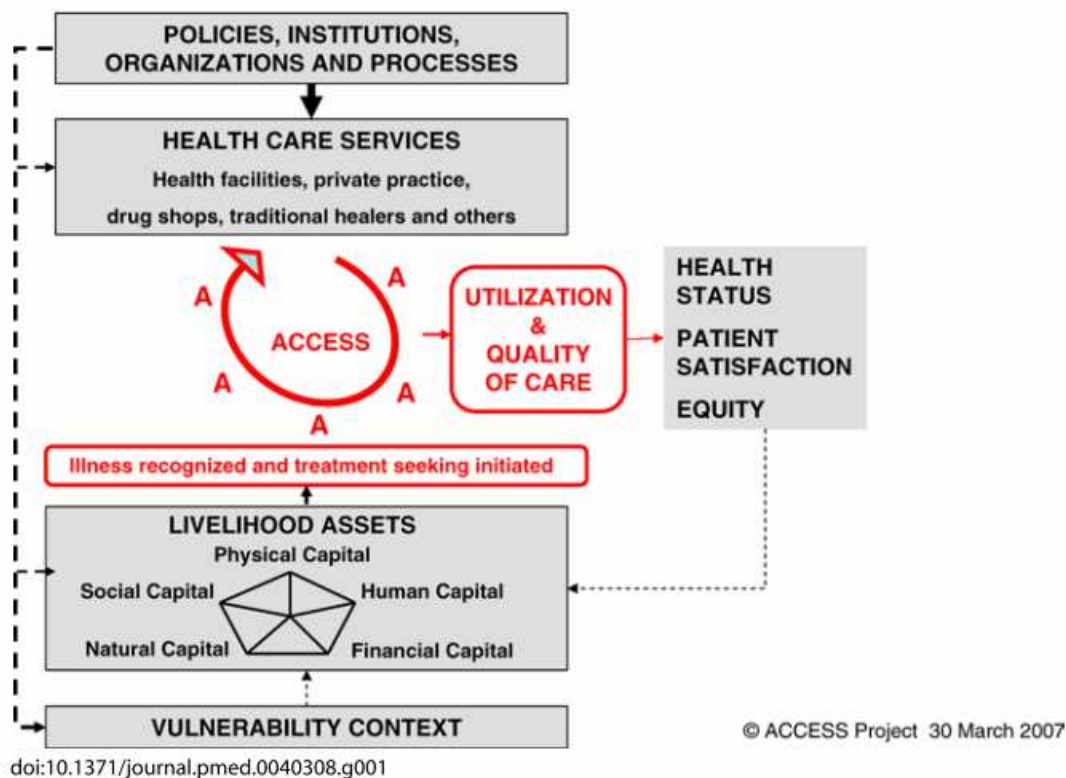 POLICIES, INSTITUTIONS,
ORGANIZATIONS AND PROCESSES
HEALTH CARE SERVICES
Health facilities, private practice,
drug shops, traditional healers and others
A
A
A
A
A
ACCESS
UTILIZATION
&
QUALITY
OF CARE
HEALTH
STATUS
PATIENT
SATISFACTION
EQUITY
Illness recognized and treatment seeking initiated
LIVELIHOOD ASSETS
Physical Capital
Social Capital
Human Capital
Natural Capital
Financial Capital
VULNERABILITY CONTEXT
© ACCESS Project 30 March 2007
doi:10.1371/journal.pmed.0040308.g001